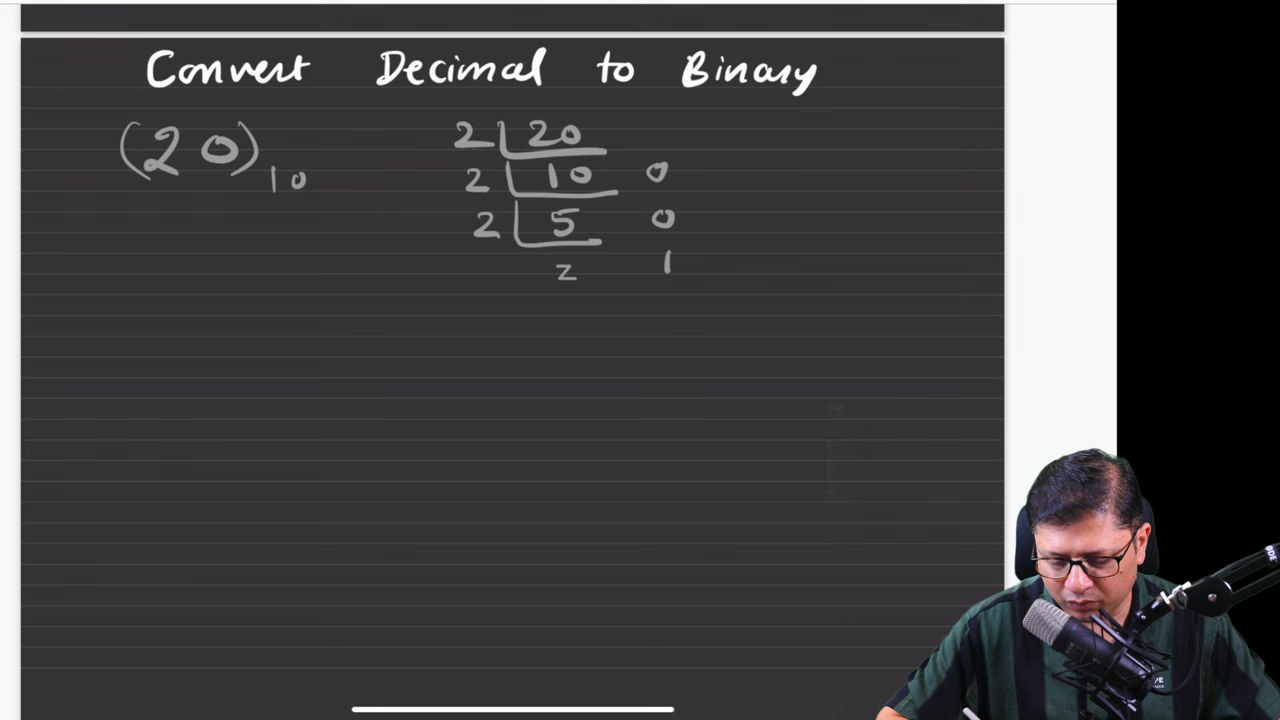 Convert Decimal to Binary
(20)10
2 20
2 10 0
2 5 0
2 1